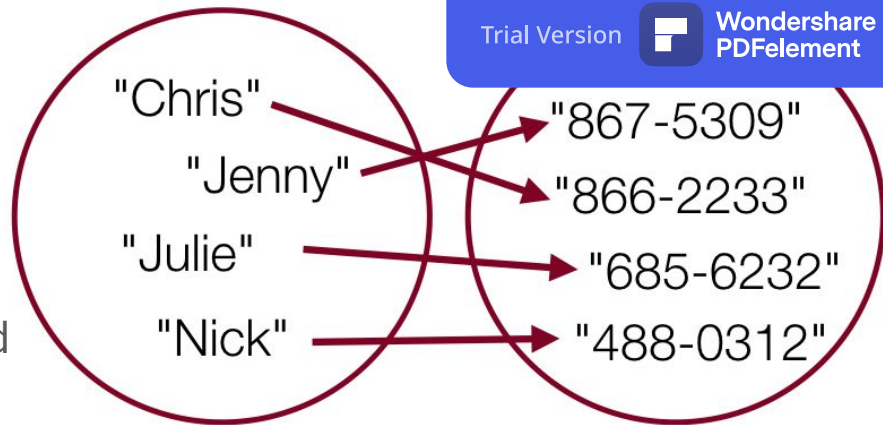 Trial Version
Wondershare
PDFelement
"Chris"
"Jenny"
"Julie"
"Nick"
"867-5309"
"866-2233"
"685-6232"
"488-0312"